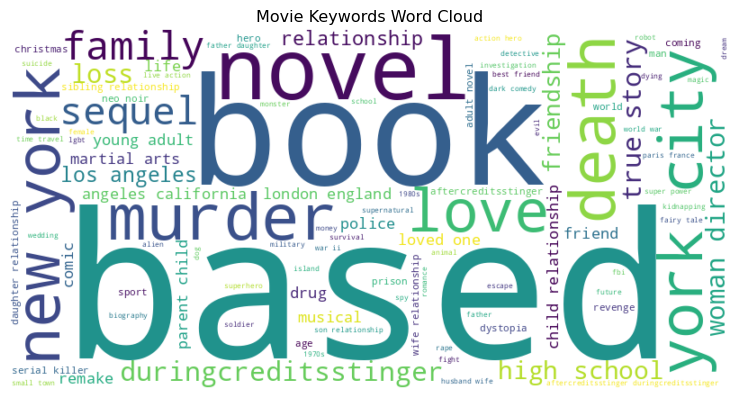 Movie Keywords Word Cloud
christmas
family
father daughter
hero
relationship
action hero
robot
suicide
loss
life
live action
novel
detective
man
coming
dream
sibling relationship
investigation
best friend
dying
neo noir
dark comedy
magic
black
sequel
monster
school
book
adult novel
friendship
death
true story
world
female
time travel
lgbt
young adult
evil
world war
martial arts
paris france
new york
los angeles
york city
super power
angeles california
london england
1980s
aftercreditsstinger
kidnapping
wedding
murder
supernatural
love
fairy tale
daughter relationship
comic
money
police
child relationship
friend
woman director
alien
military
war ii
survival
loved one
parent child
dog
animal
fbi
based
island
prison
wife relationship
romance
sport
superhero
drug
spy
escape
future
biography
musical
father
revenge
soldier
son relationship
dystopia
age
rape
1970s
fight
serial killer
small town
remake
duringcreditsstinger
high school
husband wife
aftercreditsstinger duringcreditsstinger